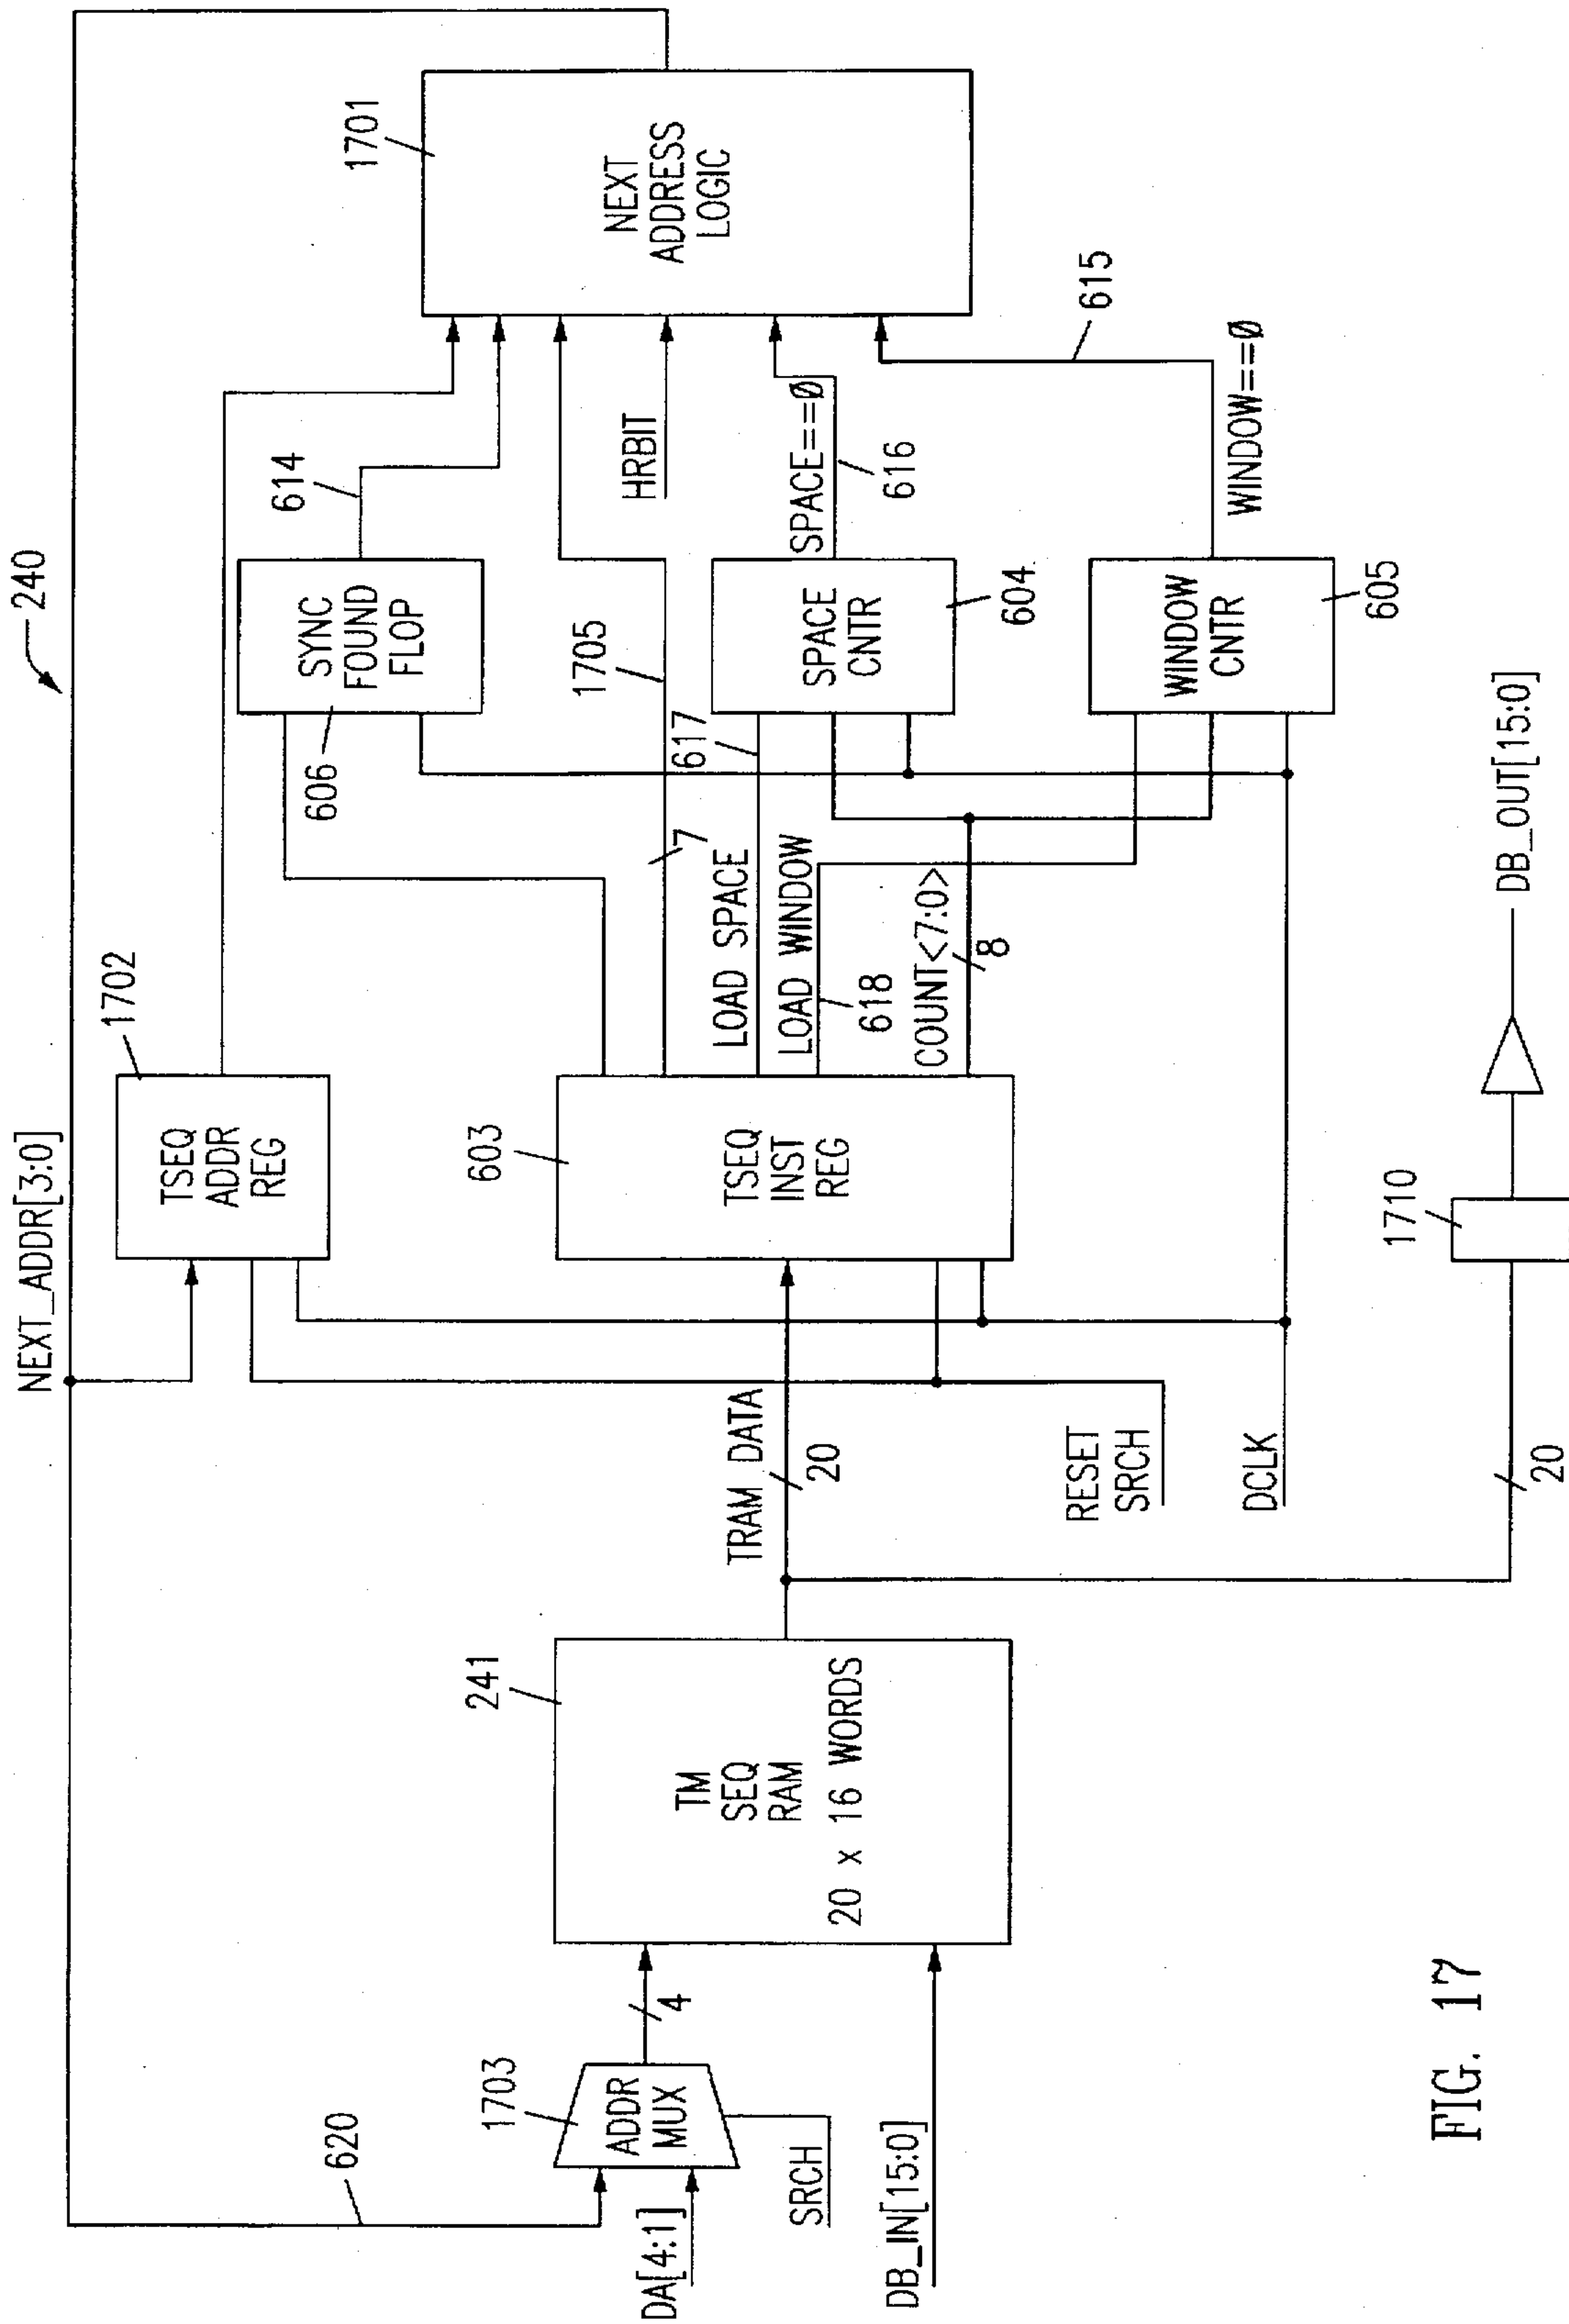 240
NEXT_ADDR[3:0]
620
1703
ADDR
MUX
4
DA[4:1]
SRCH
DB_IN[15:0]
241
TM
SEQ
RAM
20 x 16 WORDS
TRAM DATA
20
RESET
SRCH
DCLK
20
1710
DB_OUT[15:0]
1702
TSEQ
ADDR
REG
603
TSEQ
INST
REG
LOAD SPACE
LOAD WINDOW
618
COUNT<7:0>
8
7
617
1705
606
SYNC
FOUND
FLOP
614
SPACE
CNTR
604
WINDOW
CNTR
605
HRBIT
SPACE==Ø
616
WINDOW==Ø
615
1701
NEXT
ADDRESS
LOGIC
FIG. 17